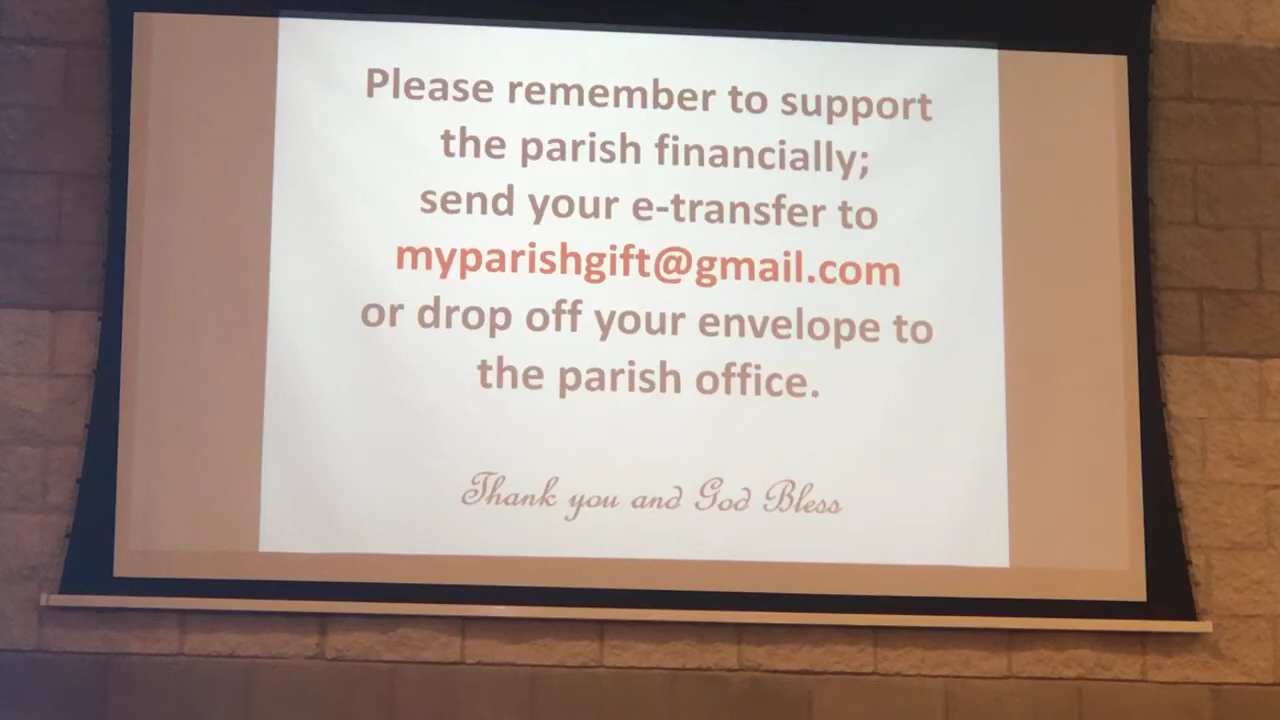 Please remember to support
the parish financially;
send your e-transfer to
myparishgift@gmail.com
or drop off your envelope to
the parish office.
Thank you and God Bless